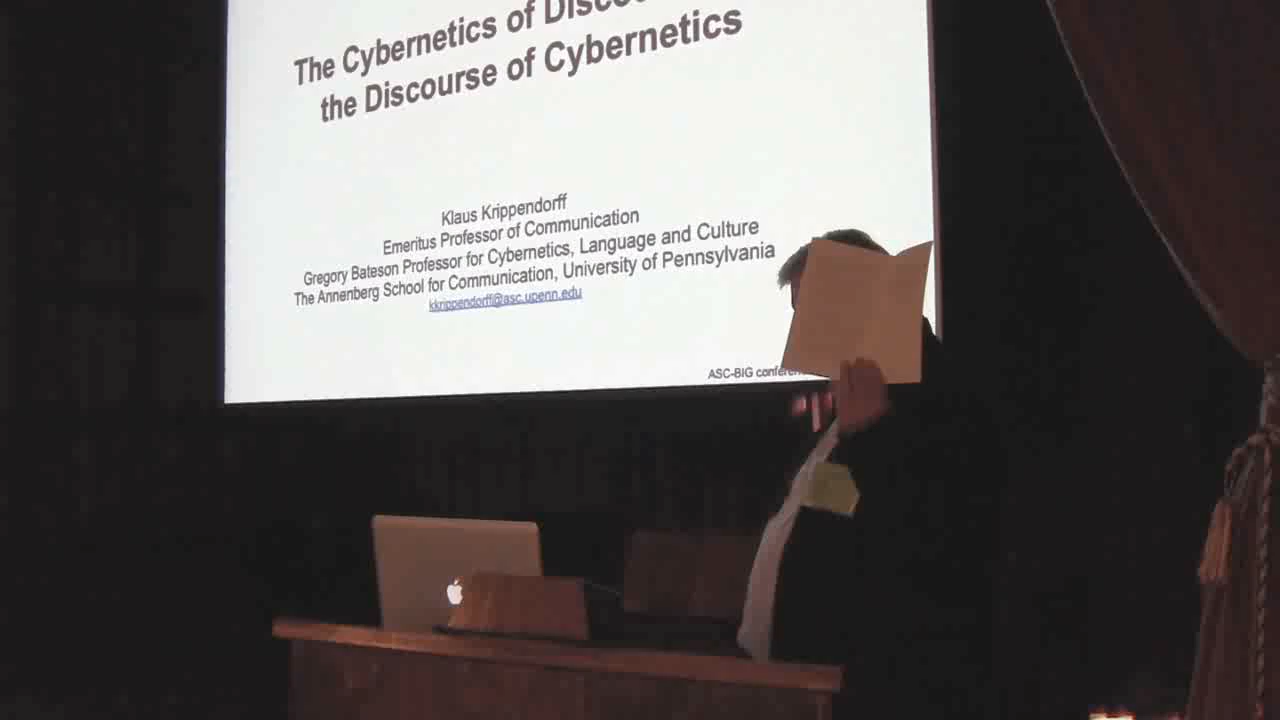 The Cybernetics of
the Discourse of Cybernetics
Klaus Krippendorff
Emeritus Professor of Communication
Gregory Bateson Professor for Cybernetics, Language and Culture
The Annenberg School for Communication, University of Pennsylvania
kkrippendorff@asc.upenn.edu
ASC-BIG